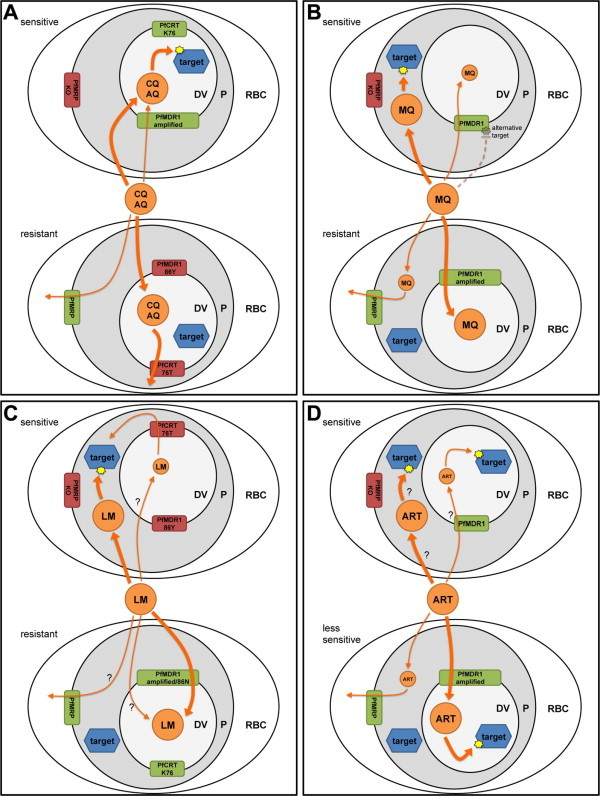 A
sensitive
PfCRT
K76
target
PfMRP
KO
CQ
AQ
DV
P
RBC
PfMDR1
amplified
CQ
AQ
resistant
PfMDR1
86Y
CQ
AQ
DV
P
RBC
PfMRP
target
PfCRT
76T
B
sensitive
target
MQ
PfMRP
KO
DV
P
RBC
MQ
PfMDR1
alternative
target
MQ
resistant
MQ
PfMDR1
amplified
PfMRP
DV
P
RBC
MQ
target
C
sensitive
PfCRT
76T
target
LM
PfMRP
KO
DV
P
RBC
?
LM
PfMDR1
86Y
LM
resistant
?
PfMDR1
amplified/86N
?
PfMRP
LM
DV
P
RBC
target
PfCRT
K76
D
sensitive
target
target
ART
PfMRP
KO
?
DV
P
RBC
ART
?
PfMDR1
?
ART
less
sensitive
ART
PfMDR1
amplified
PfMRP
ART
DV
P
RBC
target
target